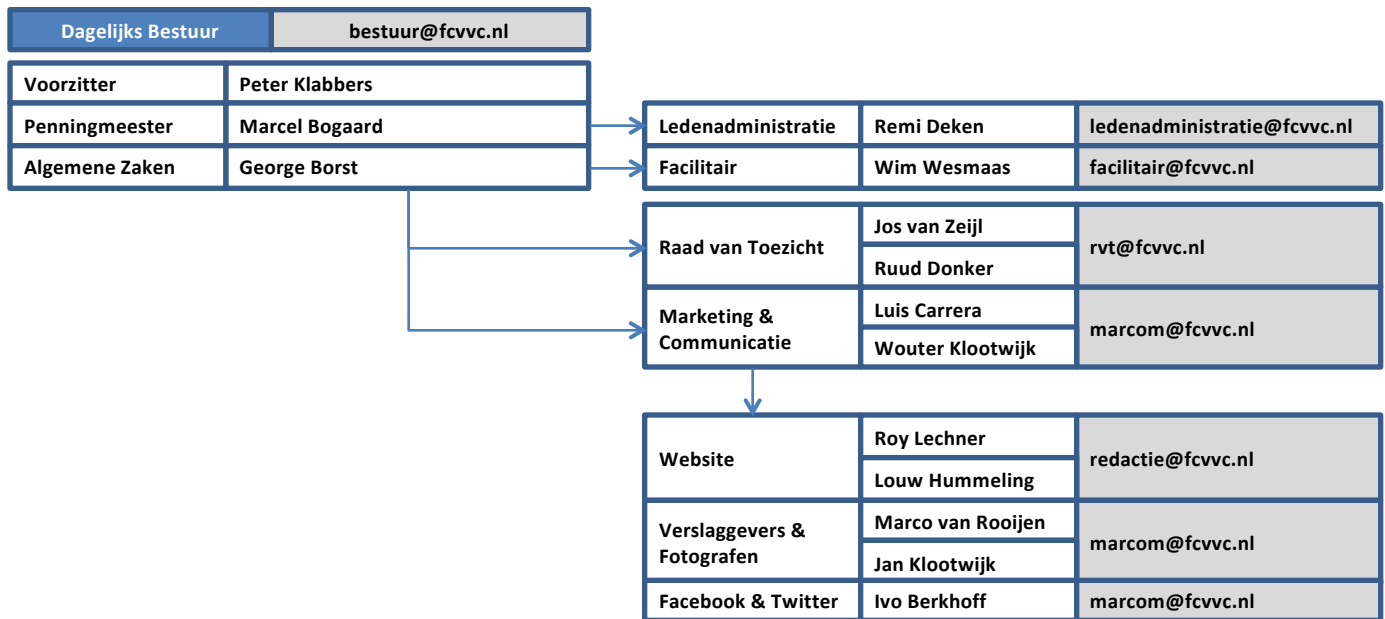 Dagelijks Bestuur bestuur@fcvvc.nl
Voorzitter Peter Klabbers
Penningmeester Marcel Bogaard
Algemene Zaken George Borst
Ledenadministratie Remi Deken ledenadministratie@fcvvc.nl
Facilitair Wim Wesmaas facilitair@fcvvc.nl
Raad van Toezicht
Jos van Zeijl
Ruud Donker
rvt@fcvvc.nl
Marketing &
Communicatie
Luis Carrera
Wouter Klootwijk
marcom@fcvvc.nl
Website
Roy Lechner
Louw Hummeling
redactie@fcvvc.nl
Verslaggevers &
Fotografen
Marco van Rooijen
Jan Klootwijk
marcom@fcvvc.nl
Facebook & Twitter Ivo Berkhoff marcom@fcvvc.nl